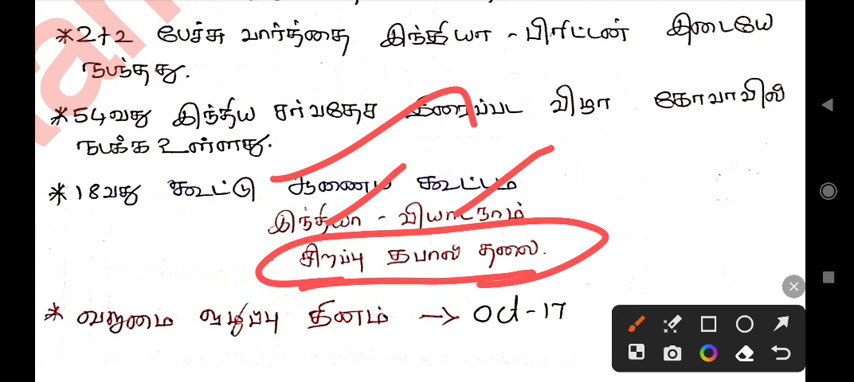 *2+2 பேச்சு வார்த்தை இந்தியா - பிரிட்டன் இடையே
நடந்தது.
*54வது இந்திய சர்வதேச திரைப்பட விழா கோவாவில்
நடக்க உள்ளது.
*18வது கூட்டு ஆணைய கூட்டம்
இந்தியா - வியாட்நாம்
சிறப்பு தபால் தலை.
* வறுமை ஒழிப்பு தினம் → Oct-17